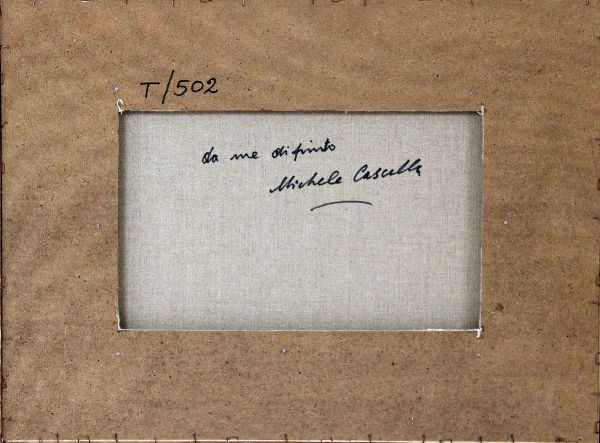 T/502
da me dipinto
Michele Cascella